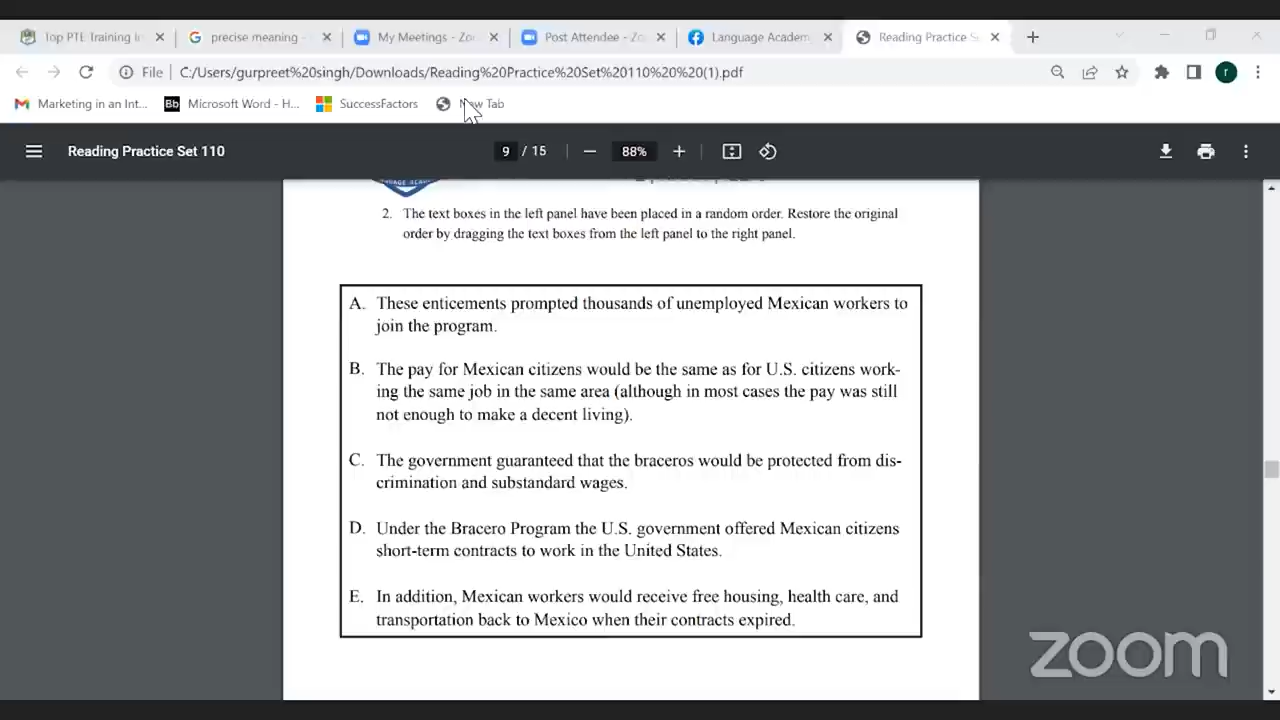 Top PTE Training In
precise meaning -
My Meetings - Zoo
Post Attendee - Zo
Language Academ
Reading Practice S
File
C:/Users/gurpreet%20singh/Downloads/Reading%20Practice%20Set%20110%20%20(1).pdf
r
Marketing in an Int...
Bb Microsoft Word - H...
SuccessFactors
New Tab
Reading Practice Set 110
9 / 15
88%
2. The text boxes in the left panel have been placed in a random order. Restore the original
order by dragging the text boxes from the left panel to the right panel.
A. These enticements prompted thousands of unemployed Mexican workers to
join the program.
B. The pay for Mexican citizens would be the same as for U.S. citizens work-
ing the same job in the same area (although in most cases the pay was still
not enough to make a decent living).
C. The government guaranteed that the braceros would be protected from dis-
crimination and substandard wages.
D. Under the Bracero Program the U.S. government offered Mexican citizens
short-term contracts to work in the United States.
E. In addition, Mexican workers would receive free housing, health care, and
transportation back to Mexico when their contracts expired.
zoom